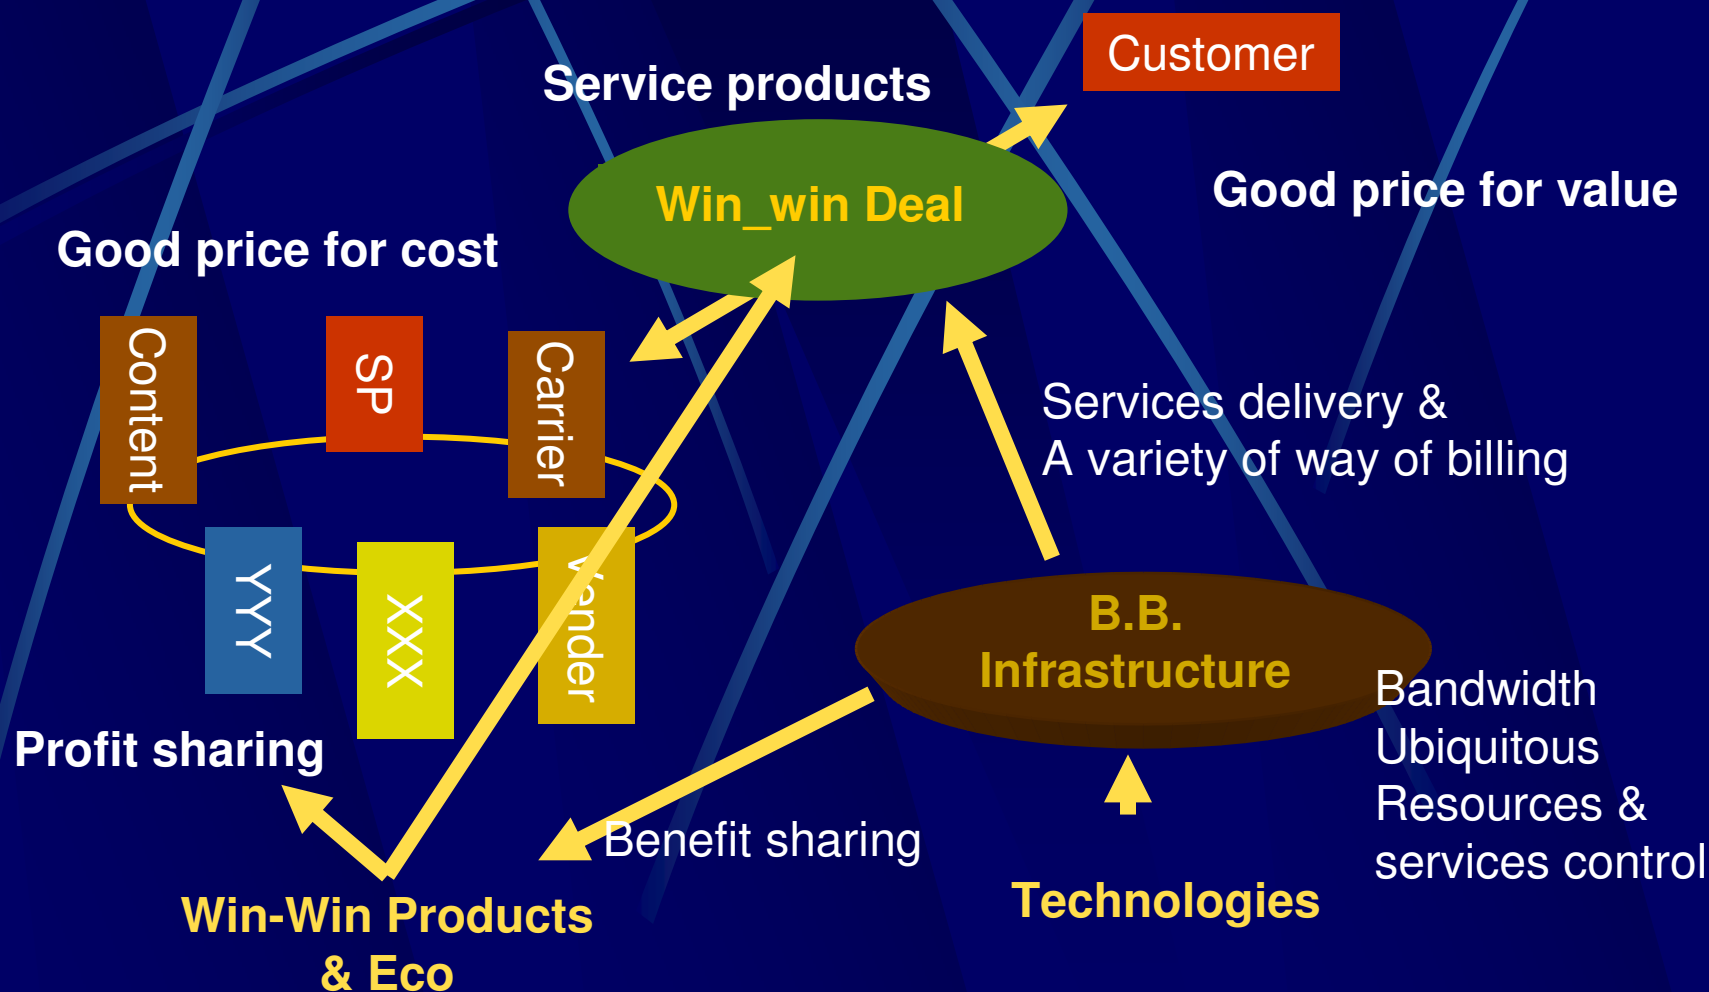 Customer
Service products
Win_win Deal
Good price for value
Good price for cost
Content
SP
Carrier
Services delivery &
A variety of way of billing
YYY
XXX
Vender
B.B.
Infrastructure
Bandwidth
Ubiquitous
Resources &
services control
Profit sharing
Benefit sharing
Technologies
Win-Win Products
& Eco